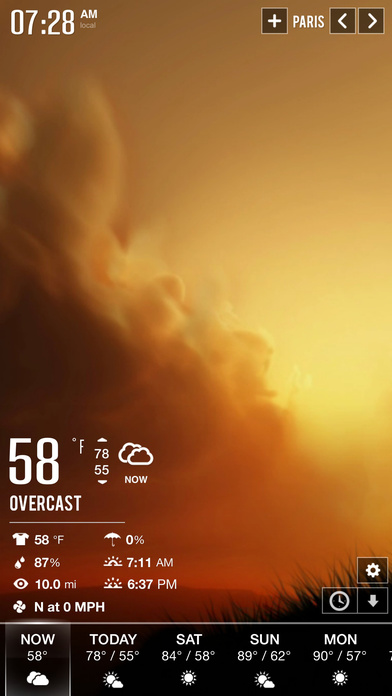 07:28 AM
local
PARIS
58 °F
78
55
NOW
OVERCAST
58 °F
0%
87%
7:11 AM
10.0 mi
6:37 PM
N at 0 MPH
NOW
58°
TODAY
78° / 55°
SAT
84° / 58°
SUN
89° / 62°
MON
90° / 57°
7